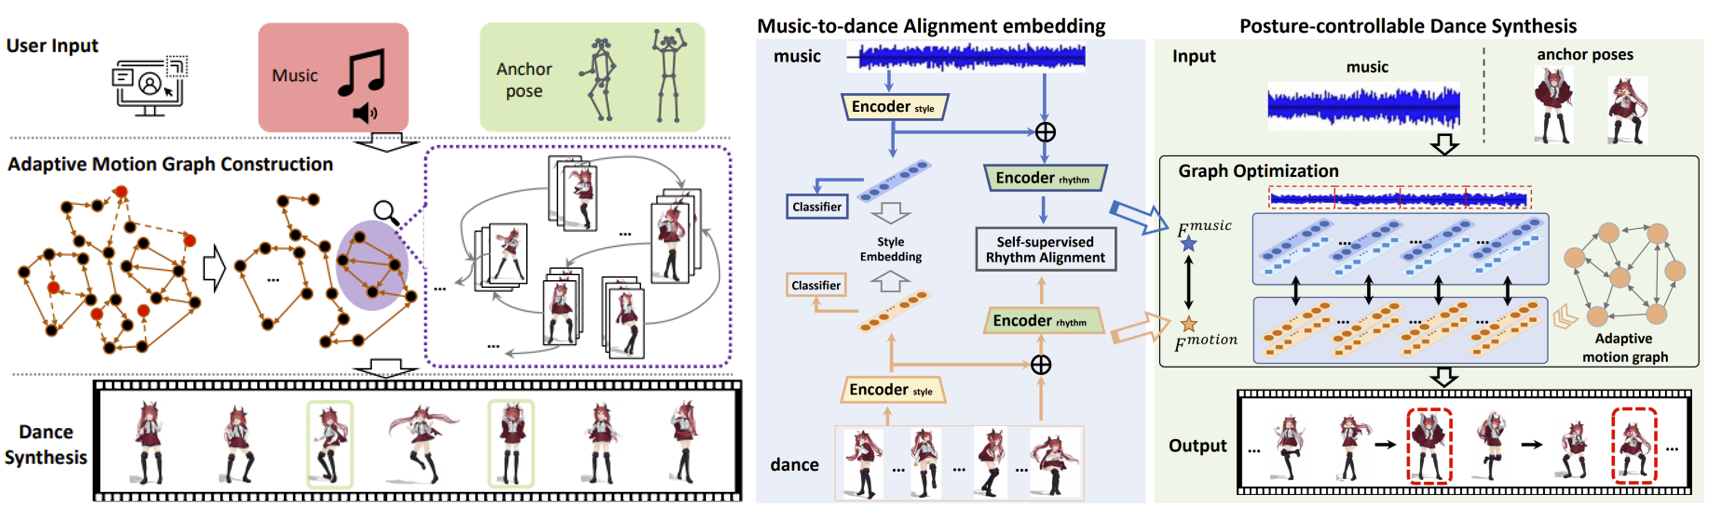 User Input
Music
Anchor
pose
Adaptive Motion Graph Construction
...
...
...
...
Dance
Synthesis
Music-to-dance Alignment embedding
music
Encoder style
Classifier
Encoder rhythm
Style
Embedding
Self-supervised
Rhythm Alignment
Classifier
Encoder rhythm
Encoder style
dance
... ... ...
Posture-controllable Dance Synthesis
Input
music
anchor poses
Graph Optimization
F^music
... ... ...
F^motion
... ... ...
Adaptive
motion graph
Output
... ...